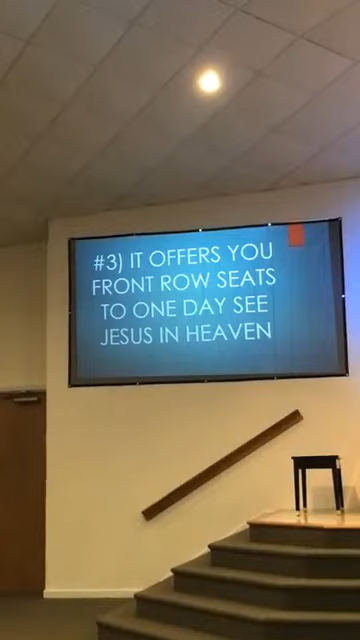 #3) IT OFFERS YOU
FRONT ROW SEATS
TO ONE DAY SEE
JESUS IN HEAVEN